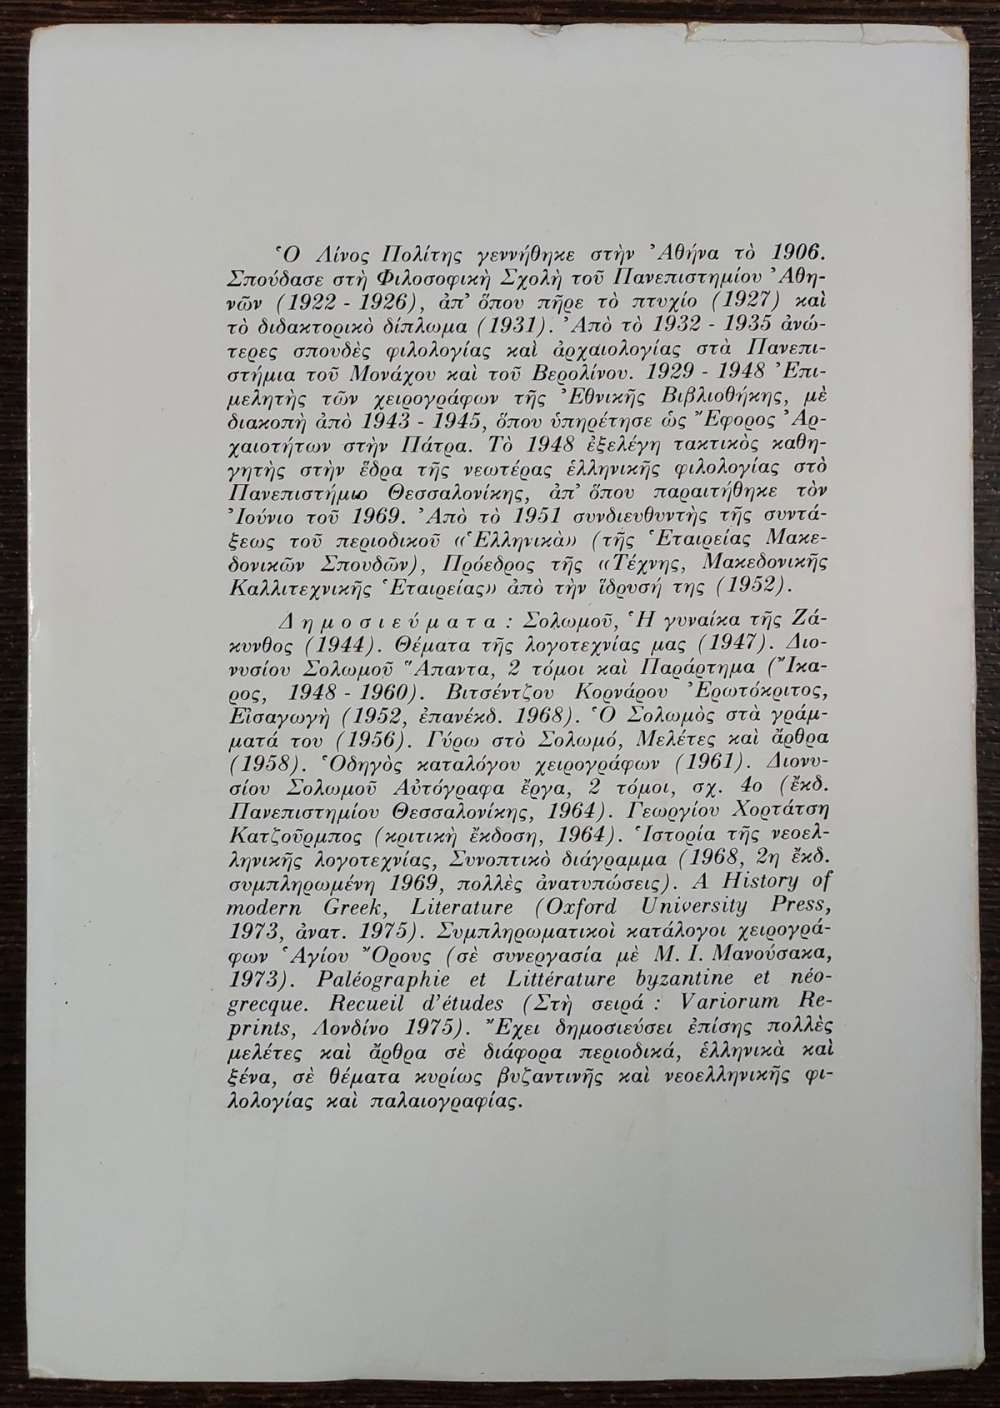 Ὁ Λίνος Πολίτης γεννήθηκε στὴν Ἀθήνα τὸ 1906.
Σπούδασε στὴ Φιλοσοφικὴ Σχολὴ τοῦ Πανεπιστημίου Ἀθη-
νῶν (1922 - 1926), ἀπ' ὅπου πῆρε τὸ πτυχίο (1927) καὶ
τὸ διδακτορικὸ δίπλωμα (1931). Ἀπὸ τὸ 1932 - 1935 ἀνώ-
τερες σπουδὲς φιλολογίας καὶ ἀρχαιολογίας στὰ Πανεπι-
στήμια τοῦ Μονάχου καὶ τοῦ Βερολίνου. 1929 - 1948 Ἐπι-
μελητὴς τῶν χειρογράφων τῆς Ἐθνικῆς Βιβλιοθήκης, μὲ
διακοπὴ ἀπὸ 1943 - 1945, ὅπου ὑπηρέτησε ὡς Ἔφορος Ἀρ-
χαιοτήτων στὴν Πάτρα. Τὸ 1948 ἐξελέγη τακτικὸς καθη-
γητὴς στὴν ἕδρα τῆς νεωτέρας ἑλληνικῆς φιλολογίας στὸ
Πανεπιστήμιο Θεσσαλονίκης, ἀπ' ὅπου παραιτήθηκε τὸν
Ἰούνιο τοῦ 1969. Ἀπὸ τὸ 1951 συνδιευθυντὴς τῆς συντά-
ξεως τοῦ περιοδικοῦ «Ἑλληνικὰ» (τῆς Ἑταιρείας Μακε-
δονικῶν Σπουδῶν), Πρόεδρος τῆς «Τέχνης, Μακεδονικῆς
Καλλιτεχνικῆς Ἑταιρείας» ἀπὸ τὴν ἵδρυσή της (1952).
Δημοσιεύματα : Σολωμοῦ, Ἡ γυναίκα τῆς Ζά-
κυνθος (1944). Θέματα τῆς λογοτεχνίας μας (1947). Διο-
νυσίου Σολωμοῦ Ἅπαντα, 2 τόμοι καὶ Παράρτημα (Ἴκα-
ρος, 1948 - 1960). Βιτσέντζου Κορνάρου Ἐρωτόκριτος,
Εἰσαγωγὴ (1952, ἐπανέκδ. 1968). Ὁ Σολωμὸς στὰ γράμ-
ματά του (1956). Γύρω στὸ Σολωμό, Μελέτες καὶ ἄρθρα
(1958). Ὁδηγὸς καταλόγου χειρογράφων (1961). Διονυ-
σίου Σολωμοῦ Αὐτόγραφα ἔργα, 2 τόμοι, σχ. 4ο (ἔκδ.
Πανεπιστημίου Θεσσαλονίκης, 1964). Γεωργίου Χορτάτση
Κατζοῦρμπος (κριτικὴ ἔκδοση, 1964). Ἱστορία τῆς νεοελ-
ληνικῆς λογοτεχνίας, Συνοπτικὸ διάγραμμα (1968, 2η ἔκδ.
συμπληρωμένη 1969, πολλὲς ἀνατυπώσεις). A History of
modern Greek, Literature (Oxford University Press,
1973, ἀνατ. 1975). Συμπληρωματικοὶ κατάλογοι χειρογρά-
φων Ἁγίου Ὄρους (σὲ συνεργασία μὲ Μ. Ι. Μανούσακα,
1973). Paléographie et Littérature byzantine et néo-
grecque. Recueil d'études (Στὴ σειρά : Variorum Re-
prints, Λονδίνο 1975). Ἔχει δημοσιεύσει ἐπίσης πολλὲς
μελέτες καὶ ἄρθρα σὲ διάφορα περιοδικά, ἑλληνικὰ καὶ
ξένα, σὲ θέματα κυρίως βυζαντινῆς καὶ νεοελληνικῆς φι-
λολογίας καὶ παλαιογραφίας.